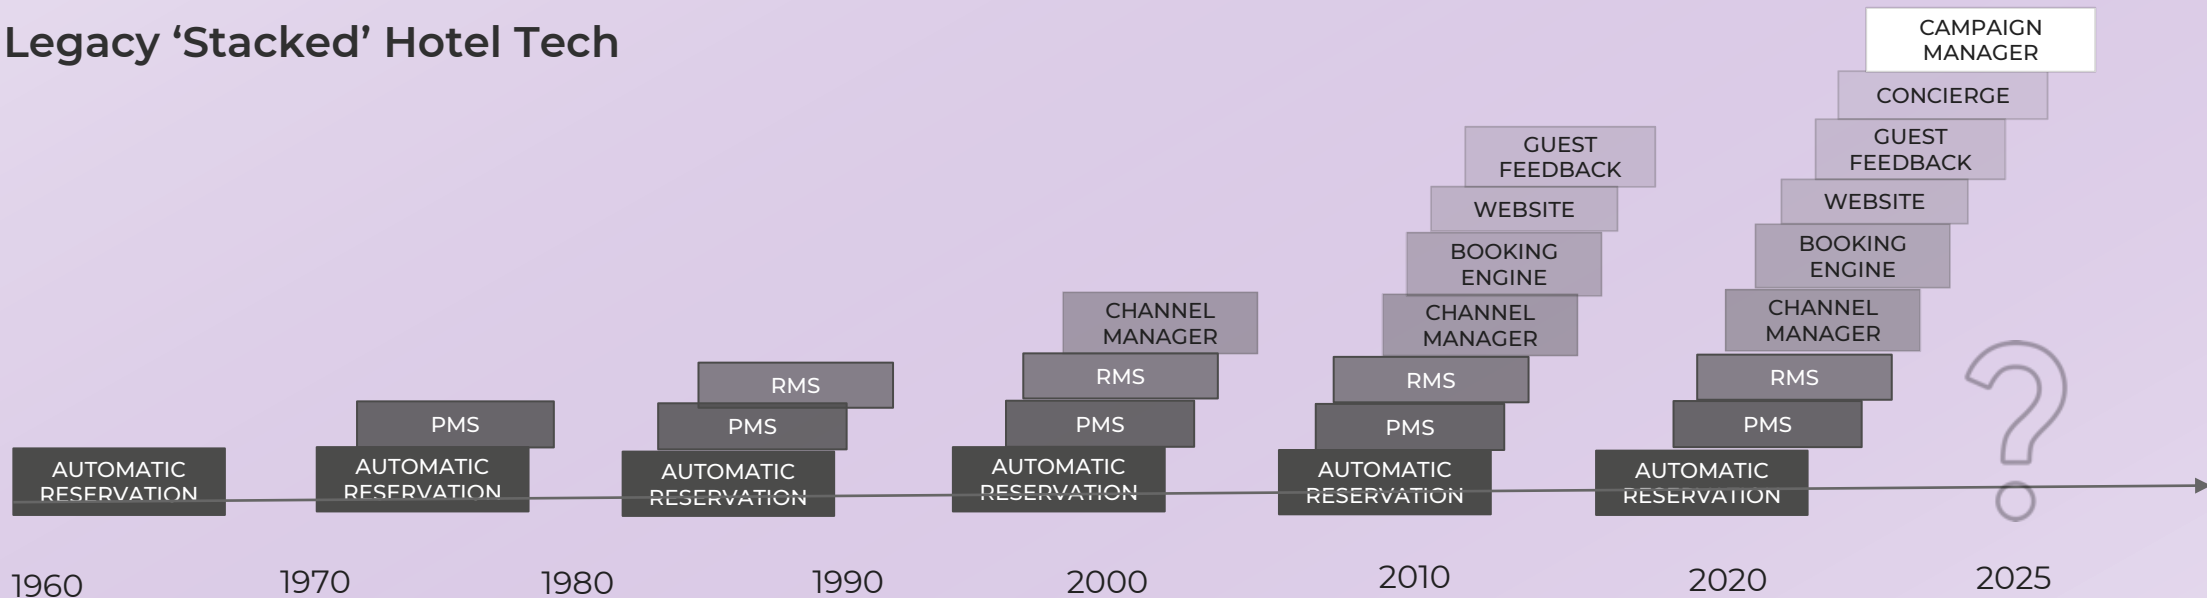 Legacy ‘Stacked’ Hotel Tech
AUTOMATIC
RESERVATION
PMS
AUTOMATIC
RESERVATION
RMS
PMS
AUTOMATIC
RESERVATION
CHANNEL
MANAGER
RMS
PMS
AUTOMATIC
RESERVATION
GUEST
FEEDBACK
WEBSITE
BOOKING
ENGINE
CHANNEL
MANAGER
RMS
PMS
AUTOMATIC
RESERVATION
CAMPAIGN
MANAGER
CONCIERGE
GUEST
FEEDBACK
WEBSITE
BOOKING
ENGINE
CHANNEL
MANAGER
RMS
PMS
AUTOMATIC
RESERVATION
?
1960
1970
1980
1990
2000
2010
2020
2025